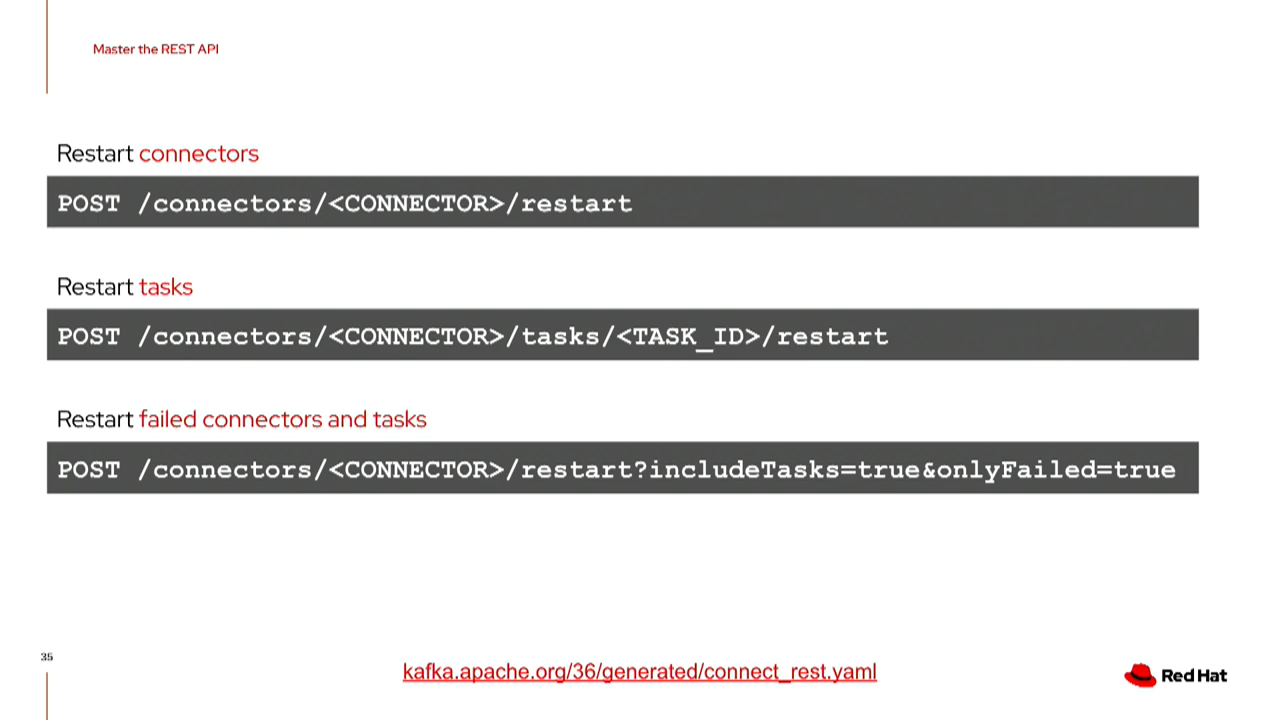 Master the REST API
Restart connectors
POST /connectors/<CONNECTOR>/restart
Restart tasks
POST /connectors/<CONNECTOR>/tasks/<TASK_ID>/restart
Restart failed connectors and tasks
POST /connectors/<CONNECTOR>/restart?includeTasks=true&onlyFailed=true
35
kafka.apache.org/36/generated/connect_rest.yaml
Red Hat